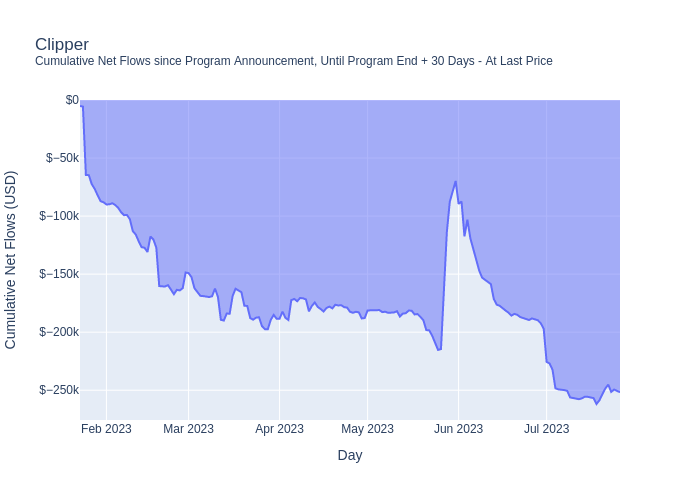 Clipper
Cumulative Net Flows since Program Announcement, Until Program End + 30 Days - At Last Price
Cumulative Net Flows (USD)
$0
$−50k
$−100k
$−150k
$−200k
$−250k
Feb 2023
Mar 2023
Apr 2023
May 2023
Jun 2023
Jul 2023
Day